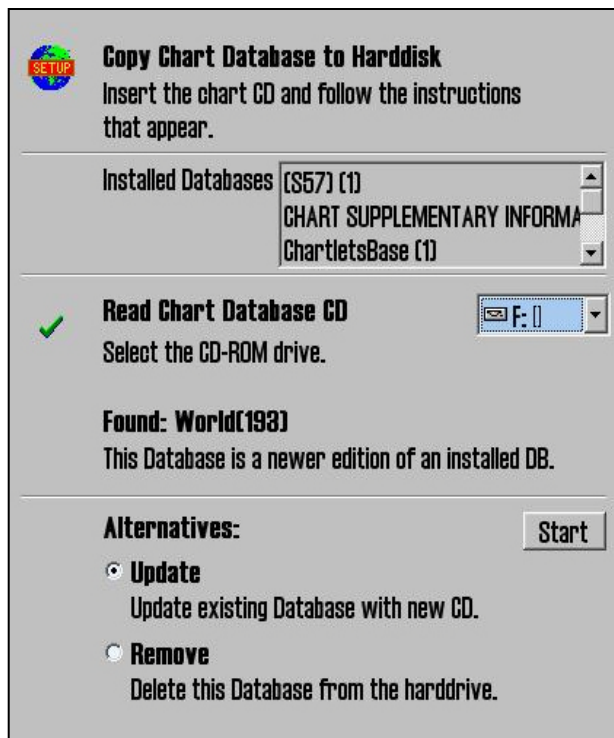 SETUP
Copy Chart Database to Harddisk
Insert the chart CD and follow the instructions
that appear.
Installed Databases
(S57) (1)
CHART SUPPLEMENTARY INFORMA
ChartletsBase (1)
Read Chart Database CD
F: []
Select the CD-ROM drive.
Found: World(193)
This Database is a newer edition of an installed DB.
Alternatives:
Start
Update
Update existing Database with new CD.
Remove
Delete this Database from the harddrive.